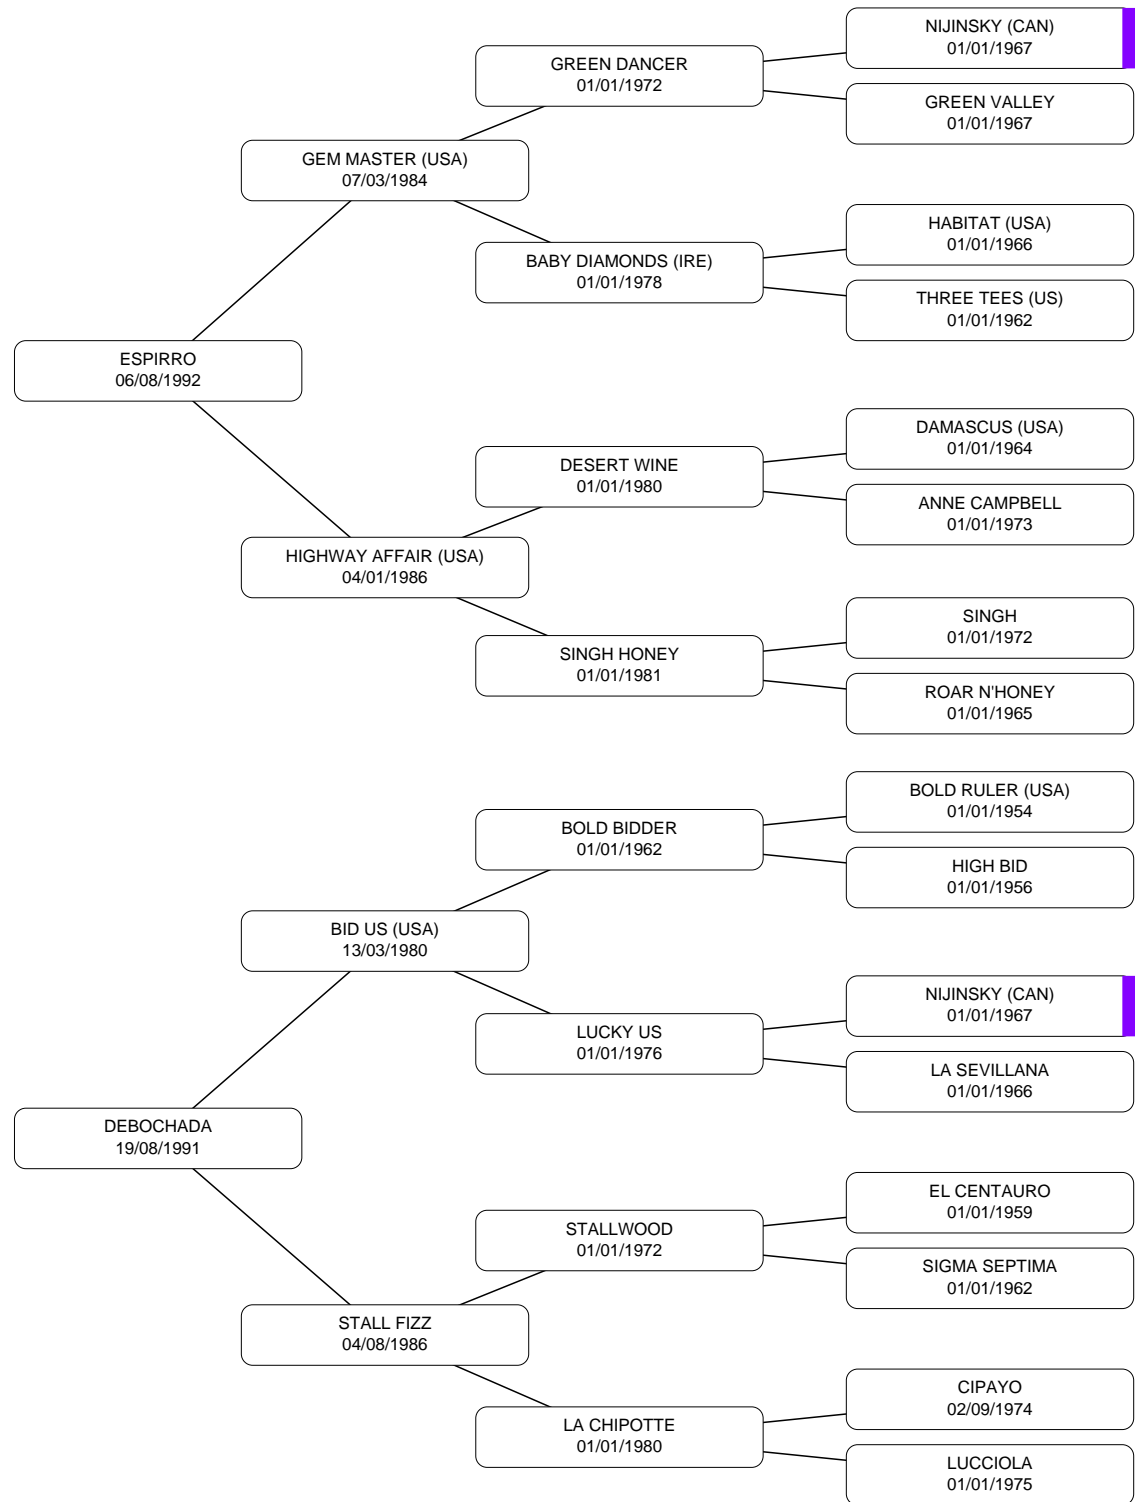 NIJINSKY (CAN)
01/01/1967
GREEN DANCER
01/01/1972
GREEN VALLEY
01/01/1967
GEM MASTER (USA)
07/03/1984
HABITAT (USA)
01/01/1966
BABY DIAMONDS (IRE)
01/01/1978
THREE TEES (US)
01/01/1962
ESPIRRO
06/08/1992
DAMASCUS (USA)
01/01/1964
DESERT WINE
01/01/1980
ANNE CAMPBELL
01/01/1973
HIGHWAY AFFAIR (USA)
04/01/1986
SINGH
01/01/1972
SINGH HONEY
01/01/1981
ROAR N'HONEY
01/01/1965
BOLD RULER (USA)
01/01/1954
BOLD BIDDER
01/01/1962
HIGH BID
01/01/1956
BID US (USA)
13/03/1980
NIJINSKY (CAN)
01/01/1967
LUCKY US
01/01/1976
LA SEVILLANA
01/01/1966
DEBOCHADA
19/08/1991
EL CENTAURO
01/01/1959
STALLWOOD
01/01/1972
SIGMA SEPTIMA
01/01/1962
STALL FIZZ
04/08/1986
CIPAYO
02/09/1974
LA CHIPOTTE
01/01/1980
LUCCIOLA
01/01/1975